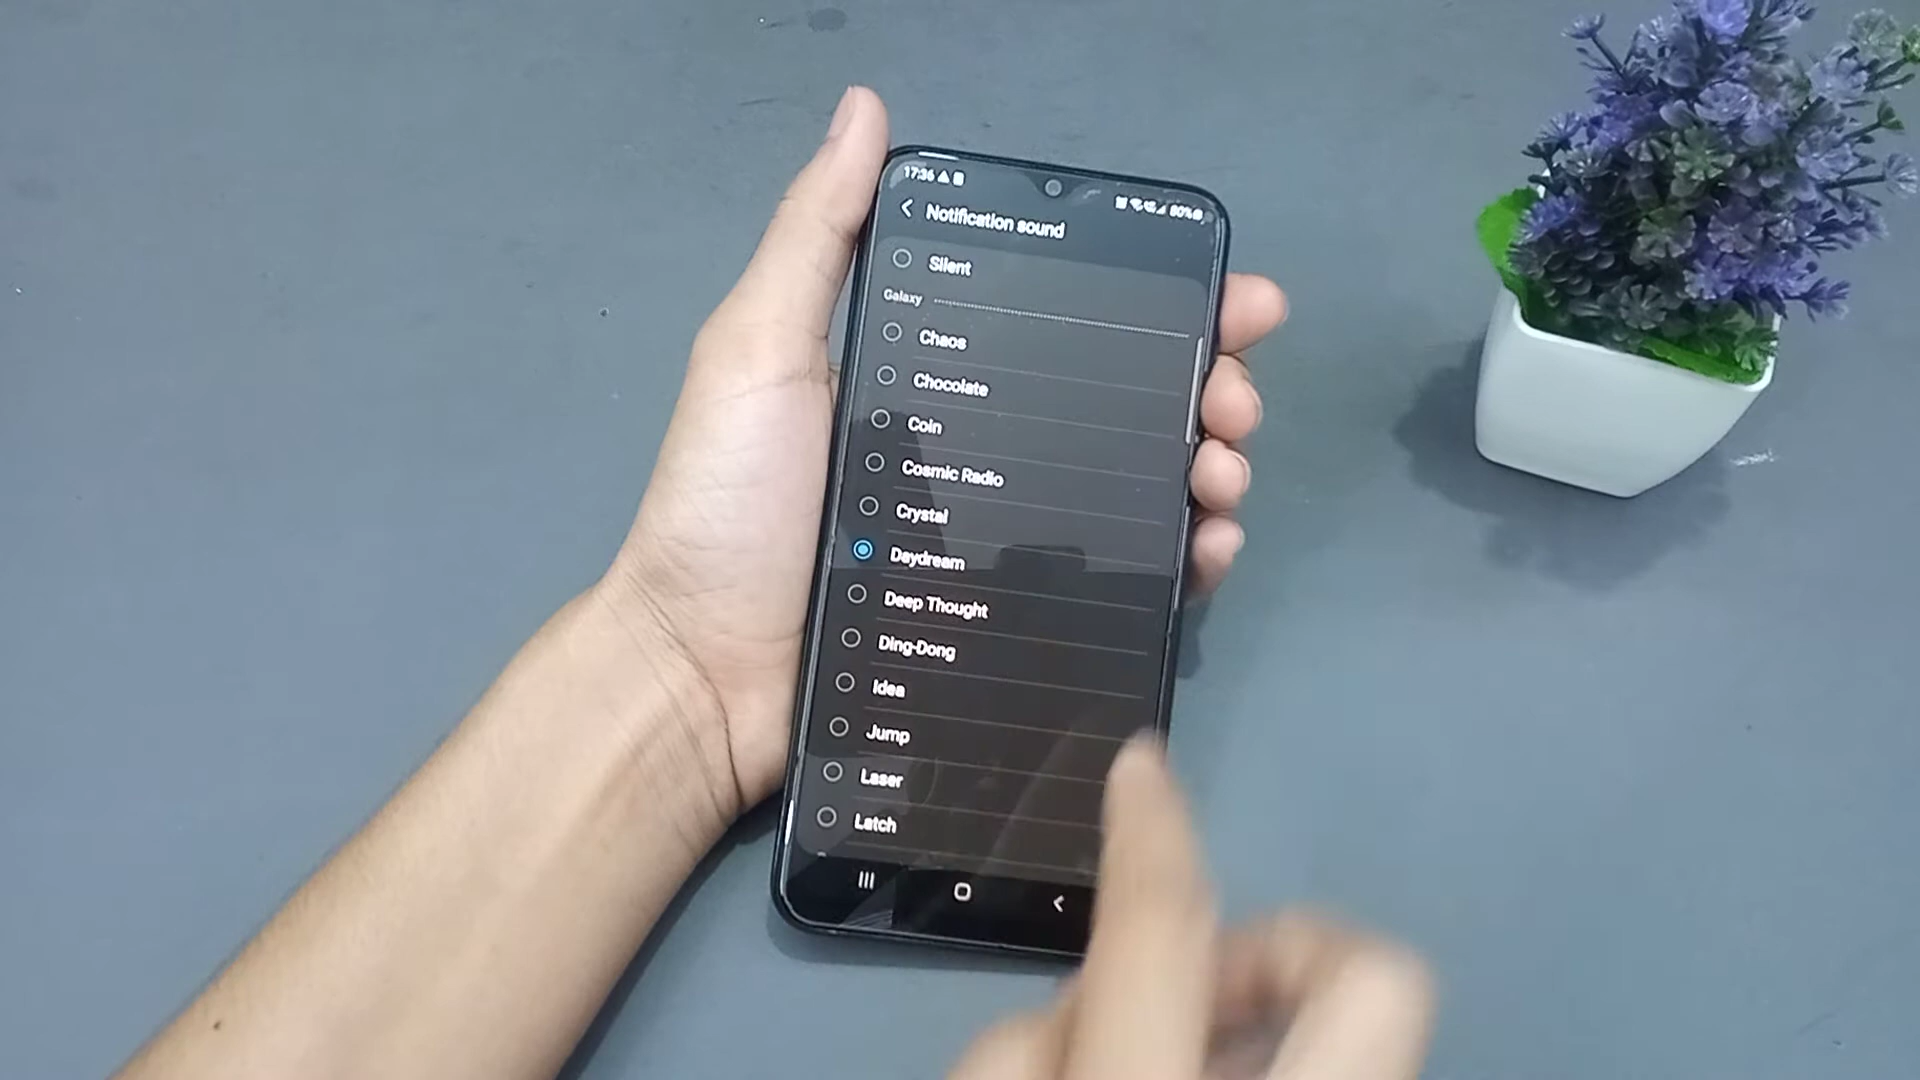 17:36
80%
Notification sound
Silent
Galaxy
Chaos
Chocolate
Coin
Cosmic Radio
Crystal
Daydream
Deep Thought
Ding-Dong
Idea
Jump
Laser
Latch